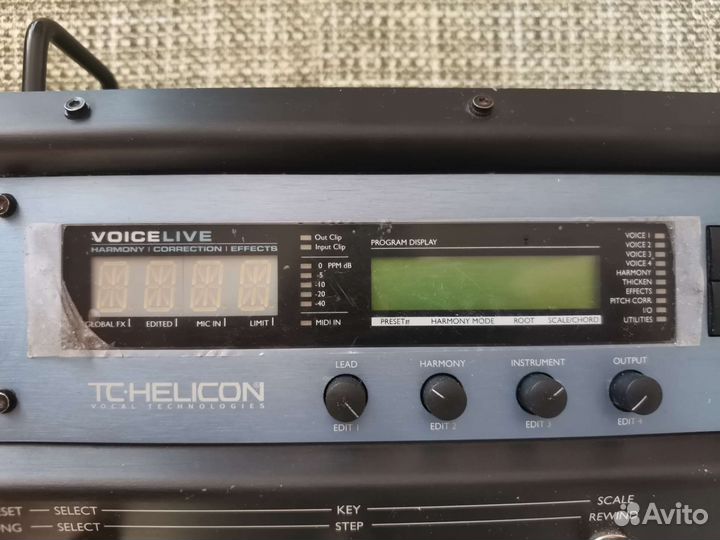 VOICELIVE
HARMONY | CORRECTION | EFFECTS
GLOBAL FX EDITED MIC IN LIMIT
Out Clip
Input Clip
0 PPM dB
-5
-10
-20
-40
MIDI IN
PROGRAM DISPLAY
PRESET# HARMONY MODE ROOT SCALE/CHORD
VOICE 1
VOICE 2
VOICE 3
VOICE 4
HARMONY
THICKEN
EFFECTS
PITCH CORR.
I/O
UTILITIES
TC·HELICON
VOCAL TECHNOLOGIES
LEAD HARMONY INSTRUMENT OUTPUT
EDIT 1 EDIT 2 EDIT 3 EDIT 4
SELECT KEY SCALE
SELECT STEP REWIND
Avito